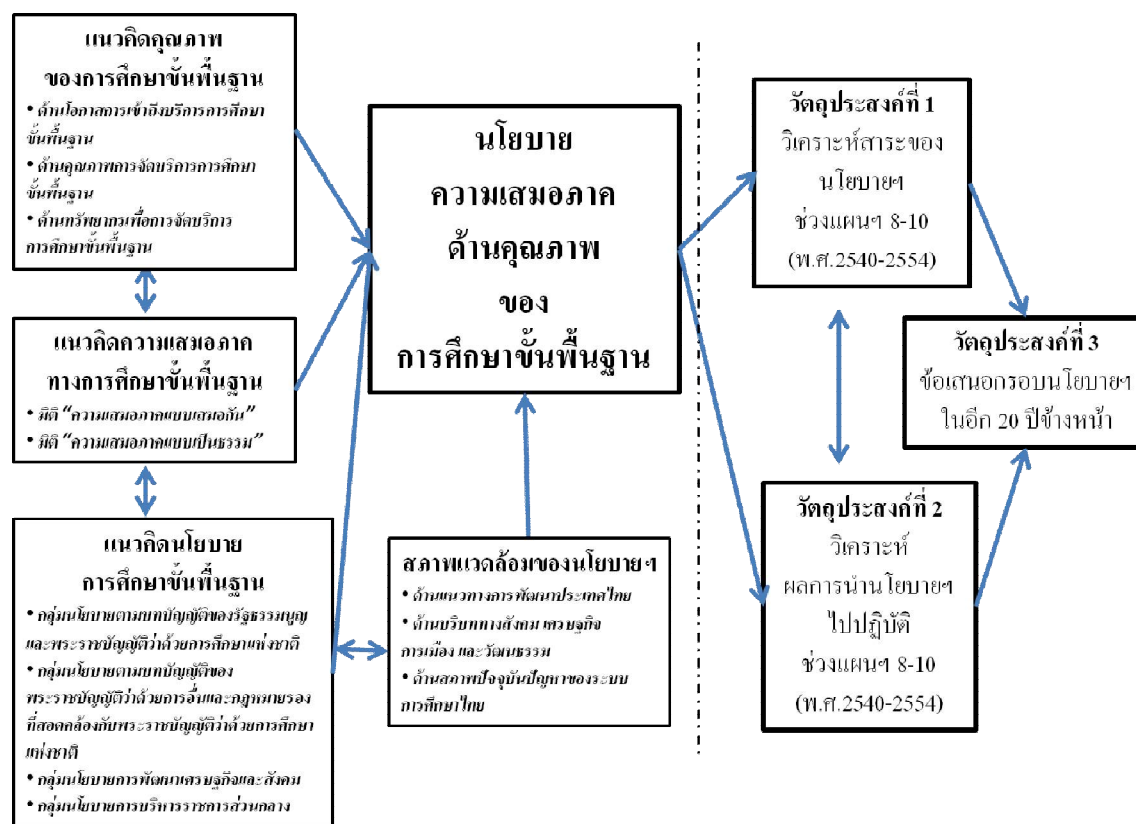 แนวคิดคุณภาพ
ของการศึกษาขั้นพื้นฐาน
• ด้านโอกาสการเข้าถึงบริการการศึกษา
ขั้นพื้นฐาน
• ด้านคุณภาพการจัดบริการการศึกษา
ขั้นพื้นฐาน
• ด้านทรัพยากรเพื่อการจัดบริการ
การศึกษาขั้นพื้นฐาน
แนวคิดความเสมอภาค
ทางการศึกษาขั้นพื้นฐาน
• มิติ “ความเสมอภาคแบบเสมอกัน”
• มิติ “ความเสมอภาคแบบเป็นธรรม”
แนวคิดนโยบาย
การศึกษาขั้นพื้นฐาน
• กลุ่มนโยบายตามบทบัญญัติของรัฐธรรมนูญ
และพระราชบัญญัติว่าด้วยการศึกษาแห่งชาติ
• กลุ่มนโยบายตามบทบัญญัติของ
พระราชบัญญัติว่าด้วยการอื่นและกฎหมายรอง
ที่สอดคล้องกับพระราชบัญญัติว่าด้วยการศึกษา
แห่งชาติ
• กลุ่มนโยบายการพัฒนาเศรษฐกิจและสังคม
• กลุ่มนโยบายการบริหารราชการส่วนกลาง
นโยบาย
ความเสมอภาค
ด้านคุณภาพ
ของ
การศึกษาขั้นพื้นฐาน
สภาพแวดล้อมของนโยบายฯ
• ด้านแนวทางการพัฒนาประเทศไทย
• ด้านบริบททางสังคม เศรษฐกิจ
การเมือง และวัฒนธรรม
• ด้านสภาพปัจจุบันปัญหาของระบบ
การศึกษาไทย
วัตถุประสงค์ที่ 1
วิเคราะห์สาระของ
นโยบายฯ
ช่วงแผนฯ 8-10
(พ.ศ.2540-2554)
วัตถุประสงค์ที่ 2
วิเคราะห์
ผลการนำนโยบายฯ
ไปปฏิบัติ
ช่วงแผนฯ 8-10
(พ.ศ.2540-2554)
วัตถุประสงค์ที่ 3
ข้อเสนอกรอบนโยบายฯ
ในอีก 20 ปีข้างหน้า